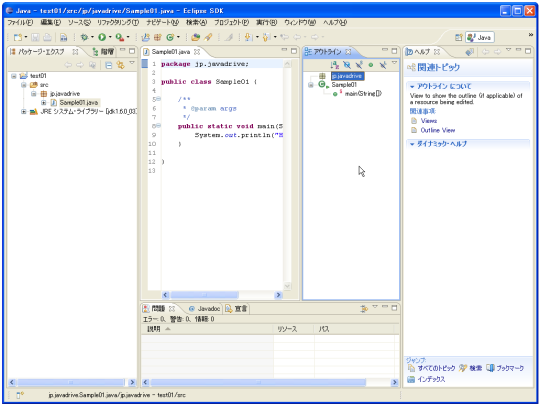 Java - test01/src/jp/javadrive/Sample01.java - Eclipse SDK
ファイル(F) 編集(E) ソース(S) リファクタリング(T) ナビゲート(N) 検索(A) プロジェクト(P) 実行(R) ウィンドウ(W) ヘルプ(H)
Java
パッケージ・エクスプ
階層
test01
src
jp.javadrive
Sample01.java
JRE システム・ライブラリー [jdk1.6.0_03]
Sample01.java
1 package jp.javadrive;
2
3 public class Sample01 {
4
5 /**
6 * @param args
7 */
8 public static void main(S
9 System.out.println("H
10 }
11
12 }
13
アウトライン
jp.javadrive
Sample01
main(String[])
ヘルプ
関連トピック
アウトライン について
View to show the outline (if applicable) of
a resource being edited.
関連事項
Views
Outline View
ダイナミック・ヘルプ
ジャンプ:
すべてのトピック 検索 ブックマーク
インデックス
問題 @ Javadoc 宣言
エラー 0、警告 0、情報 0
説明 リソース パス
jp.javadrive.Sample01.java/jp.javadrive - test01/src